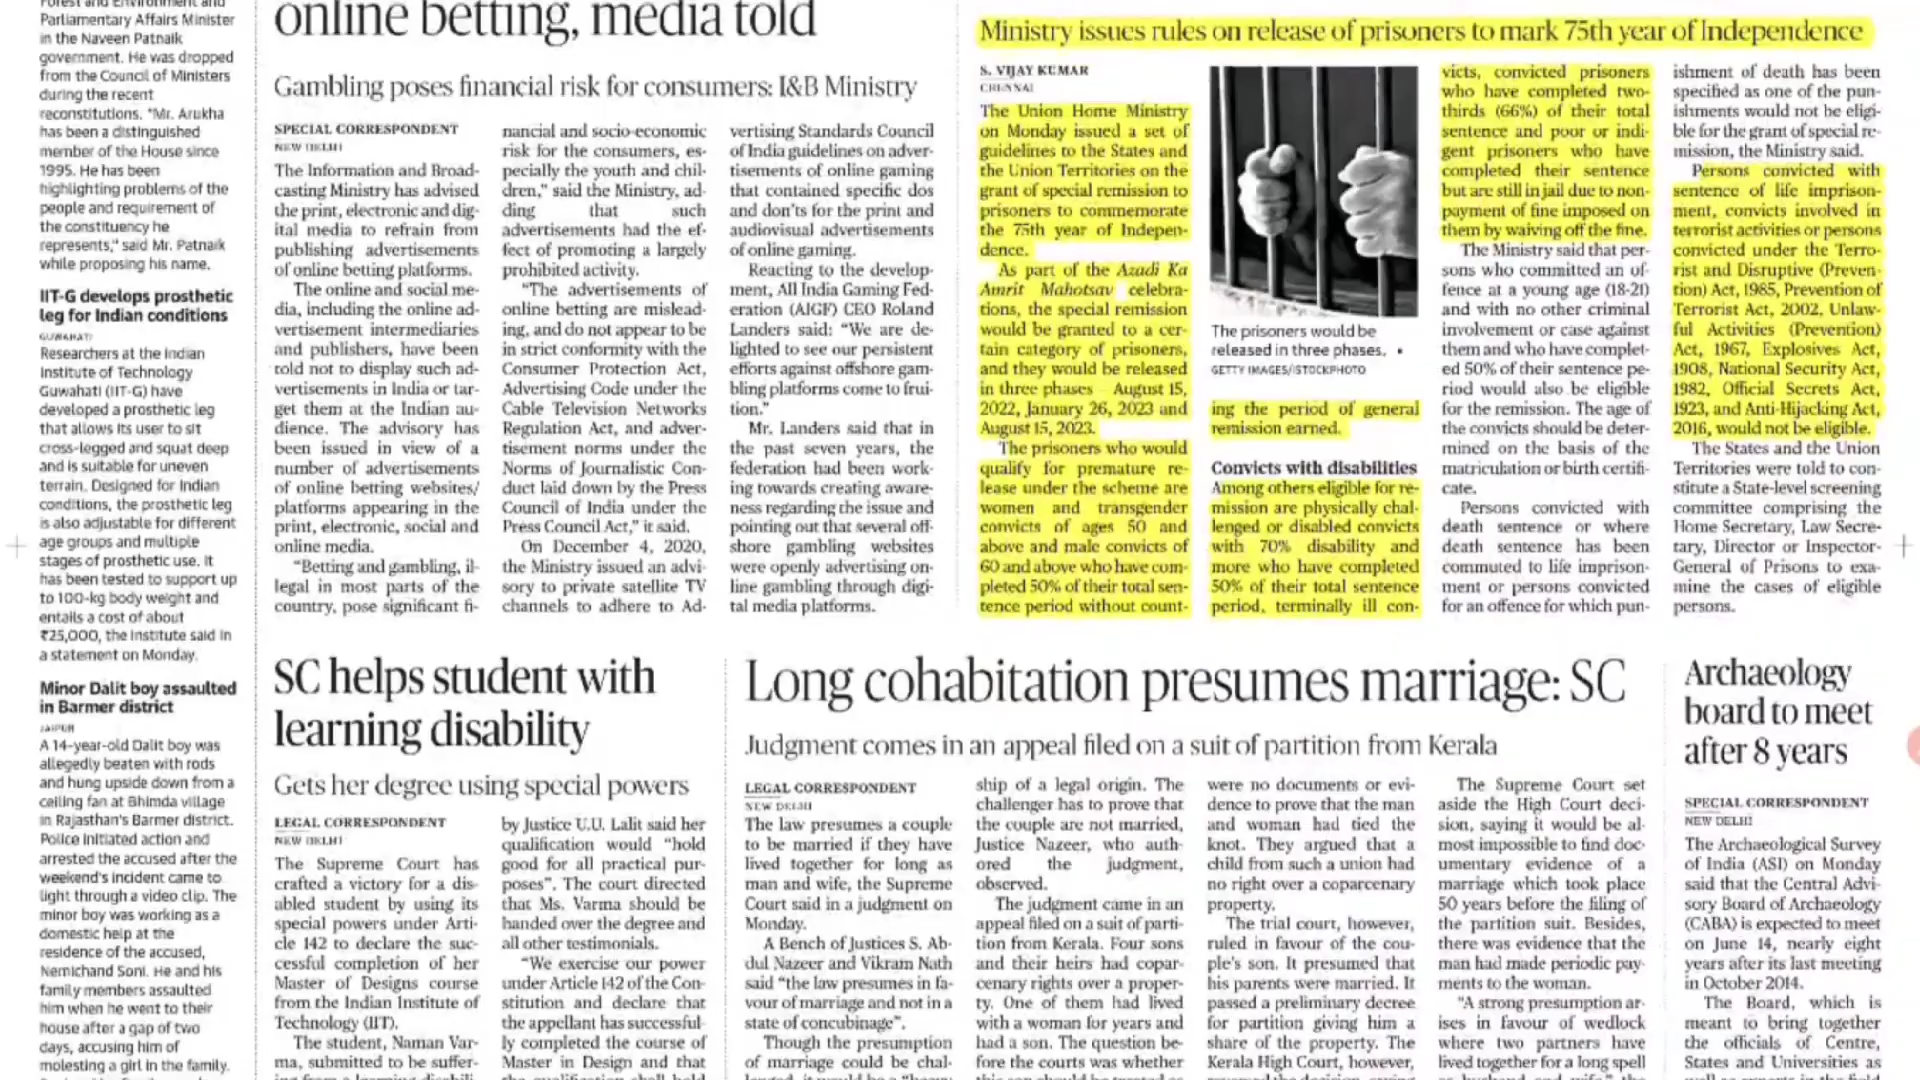 Parliamentary Affairs Minister
in the Naveen Patnaik
government. He was dropped
from the Council of Ministers
during the recent
reconstitutions. "Mr. Arukha
has been a distinguished
member of the House since
1995. He has been
highlighting problems of the
people and requirement of
the constituency he
represents," said Mr. Patnaik
while proposing his name.
IIT-G develops prosthetic
leg for Indian conditions
GUWAHATI
Researchers at the Indian
Institute of Technology
Guwahati (IIT-G) have
developed a prosthetic leg
that allows its user to sit
cross-legged and squat deep
and is suitable for uneven
terrain. Designed for Indian
conditions, the prosthetic leg
is also adjustable for different
age groups and multiple
stages of prosthetic use. It
has been tested to support up
to 100-kg body weight and
entails a cost of about
₹25,000, the Institute said in
a statement on Monday.
Minor Dalit boy assaulted
in Barmer district
JAIPUR
A 14-year-old Dalit boy was
allegedly beaten with rods
and hung upside down from a
ceiling fan at Bhimda village
in Rajasthan's Barmer district.
Police initiated action and
arrested the accused after the
weekend's incident came to
light through a video clip. The
minor boy was working as a
domestic help at the
residence of the accused,
Nemichand Soni. He and his
family members assaulted
him when he went to their
house after a gap of two
days, accusing him of
molesting a girl in the family.
online betting, media told
Gambling poses financial risk for consumers: I&B Ministry
SPECIAL CORRESPONDENT
NEW DELHI
The Information and Broad-
casting Ministry has advised
the print, electronic and dig-
ital media to refrain from
publishing advertisements
of online betting platforms.
The online and social me-
dia, including the online ad-
vertisement intermediaries
and publishers, have been
told not to display such ad-
vertisements in India or tar-
get them at the Indian au-
dience. The advisory has
been issued in view of a
number of advertisements
of online betting websites/
platforms appearing in the
print, electronic, social and
online media.
"Betting and gambling, il-
legal in most parts of the
country, pose significant fi-
nancial and socio-economic
risk for the consumers, es-
pecially the youth and chil-
dren," said the Ministry, ad-
ding that such
advertisements had the ef-
fect of promoting a largely
prohibited activity.
"The advertisements of
online betting are mislead-
ing, and do not appear to be
in strict conformity with the
Consumer Protection Act,
Advertising Code under the
Cable Television Networks
Regulation Act, and adver-
tisement norms under the
Norms of Journalistic Con-
duct laid down by the Press
Council of India under the
Press Council Act," it said.
On December 4, 2020,
the Ministry issued an advi-
sory to private satellite TV
channels to adhere to Ad-
vertising Standards Council
of India guidelines on adver-
tisements of online gaming
that contained specific dos
and don'ts for the print and
audiovisual advertisements
of online gaming.
Reacting to the develop-
ment, All India Gaming Fed-
eration (AIGF) CEO Roland
Landers said: "We are de-
lighted to see our persistent
efforts against offshore gam-
bling platforms come to frui-
tion."
Mr. Landers said that in
the past seven years, the
federation had been work-
ing towards creating aware-
ness regarding the issue and
pointing out that several off-
shore gambling websites
were openly advertising on-
line gambling through digi-
tal media platforms.
Ministry issues rules on release of prisoners to mark 75th year of Independence
S. VIJAY KUMAR
CHENNAI
The Union Home Ministry
on Monday issued a set of
guidelines to the States and
the Union Territories on the
grant of special remission to
prisoners to commemorate
the 75th year of Indepen-
dence.
As part of the Azadi Ka
Amrit Mahotsav celebra-
tions, the special remission
would be granted to a cer-
tain category of prisoners,
and they would be released
in three phases – August 15,
2022, January 26, 2023 and
August 15, 2023.
The prisoners who would
qualify for premature re-
lease under the scheme are
women and transgender
convicts of ages 50 and
above and male convicts of
60 and above who have com-
pleted 50% of their total sen-
tence period without count-
The prisoners would be
released in three phases. •
GETTY IMAGES/ISTOCKPHOTO
ing the period of general
remission earned.
Convicts with disabilities
Among others eligible for re-
mission are physically chal-
lenged or disabled convicts
with 70% disability and
more who have completed
50% of their total sentence
period, terminally ill con-
victs, convicted prisoners
who have completed two-
thirds (66%) of their total
sentence and poor or indi-
gent prisoners who have
completed their sentence
but are still in jail due to non-
payment of fine imposed on
them by waiving off the fine.
The Ministry said that per-
sons who committed an of-
fence at a young age (18-21)
and with no other criminal
involvement or case against
them and who have complet-
ed 50% of their sentence pe-
riod would also be eligible
for the remission. The age of
the convicts should be deter-
mined on the basis of the
matriculation or birth certifi-
cate.
Persons convicted with
death sentence or where
death sentence has been
commuted to life imprison-
ment or persons convicted
for an offence for which pun-
ishment of death has been
specified as one of the pun-
ishments would not be eligi-
ble for the grant of special re-
mission, the Ministry said.
Persons convicted with
sentence of life imprison-
ment, convicts involved in
terrorist activities or persons
convicted under the Terro-
rist and Disruptive (Preven-
tion) Act, 1985, Prevention of
Terrorist Act, 2002, Unlaw-
ful Activities (Prevention)
Act, 1967, Explosives Act,
1908, National Security Act,
1982, Official Secrets Act,
1923, and Anti-Hijacking Act,
2016, would not be eligible.
The States and the Union
Territories were told to con-
stitute a State-level screening
committee comprising the
Home Secretary, Law Secre-
tary, Director or Inspector-
General of Prisons to exa-
mine the cases of eligible
persons.
SC helps student with
learning disability
Gets her degree using special powers
LEGAL CORRESPONDENT
NEW DELHI
The Supreme Court has
crafted a victory for a dis-
abled student by using its
special powers under Arti-
cle 142 to declare the suc-
cessful completion of her
Master of Designs course
from the Indian Institute of
Technology (IIT).
The student, Naman Var-
ma, submitted to be suffer-
by Justice U.U. Lalit said her
qualification would "hold
good for all practical pur-
poses". The court directed
that Ms. Varma should be
handed over the degree and
all other testimonials.
"We exercise our power
under Article 142 of the Con-
stitution and declare that
the appellant has successful-
ly completed the course of
Master in Design and that
Long cohabitation presumes marriage: SC
Judgment comes in an appeal filed on a suit of partition from Kerala
LEGAL CORRESPONDENT
NEW DELHI
The law presumes a couple
to be married if they have
lived together for long as
man and wife, the Supreme
Court said in a judgment on
Monday.
A Bench of Justices S. Ab-
dul Nazeer and Vikram Nath
said "the law presumes in fa-
vour of marriage and not in a
state of concubinage".
Though the presumption
of marriage could be chal-
ship of a legal origin. The
challenger has to prove that
the couple are not married,
Justice Nazeer, who auth-
ored the judgment,
observed.
The judgment came in an
appeal filed on a suit of parti-
tion from Kerala. Four sons
and their heirs had copar-
cenary rights over a proper-
ty. One of them had lived
with a woman for years and
had a son. The question be-
fore the courts was whether
were no documents or evi-
dence to prove that the man
and woman had tied the
knot. They argued that a
child from such a union had
no right over a coparcenary
property.
The trial court, however,
ruled in favour of the cou-
ple's son. It presumed that
his parents were married. It
passed a preliminary decree
for partition giving him a
share of the property. The
Kerala High Court, however,
The Supreme Court set
aside the High Court deci-
sion, saying it would be al-
most impossible to find doc-
umentary evidence of a
marriage which took place
50 years before the filing of
the partition suit. Besides,
there was evidence that the
man had made periodic pay-
ments to the woman.
"A strong presumption ar-
ises in favour of wedlock
where two partners have
lived together for a long spell
Archaeology
board to meet
after 8 years
SPECIAL CORRESPONDENT
NEW DELHI
The Archaeological Survey
of India (ASI) on Monday
said that the Central Advi-
sory Board of Archaeology
(CABA) is expected to meet
on June 14, nearly eight
years after its last meeting
in October 2014.
The Board, which is
meant to bring together
the officials of Centre,
States and Universities as